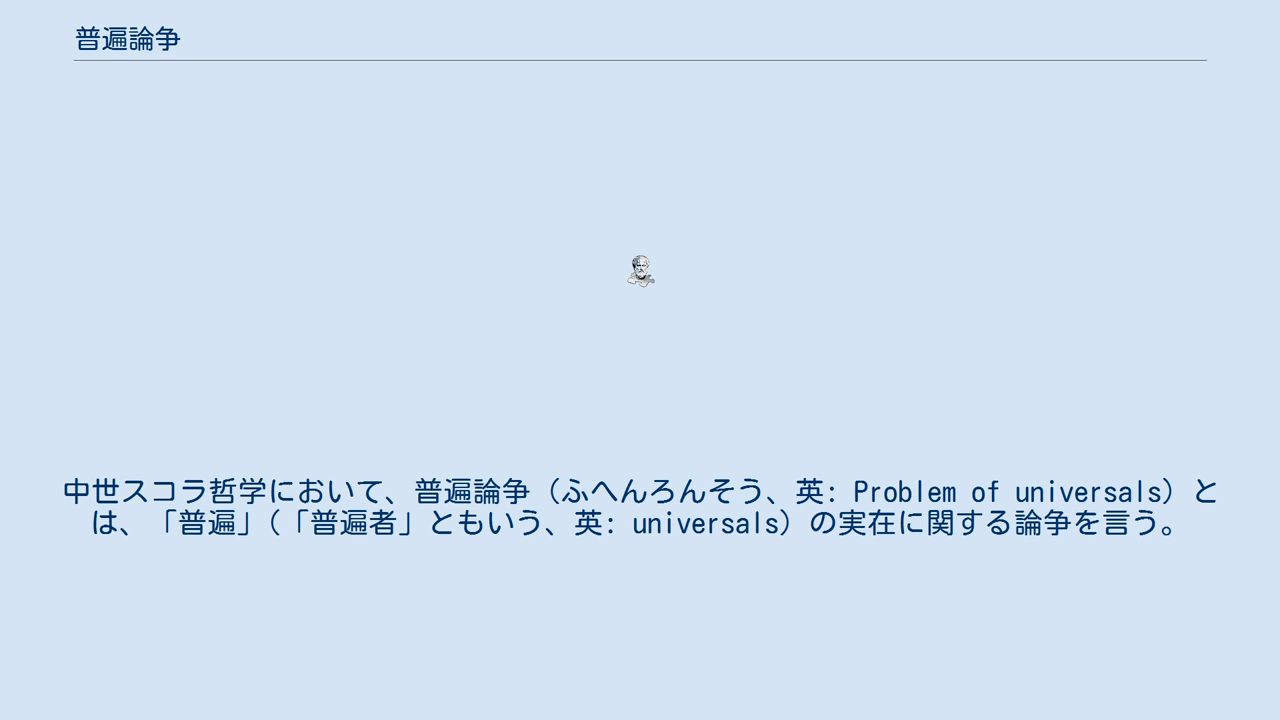 普遍論争
中世スコラ哲学において、普遍論争（ふへんろんそう、英: Problem of universals）と
は、「普遍」（「普遍者」ともいう、英: universals）の実在に関する論争を言う。